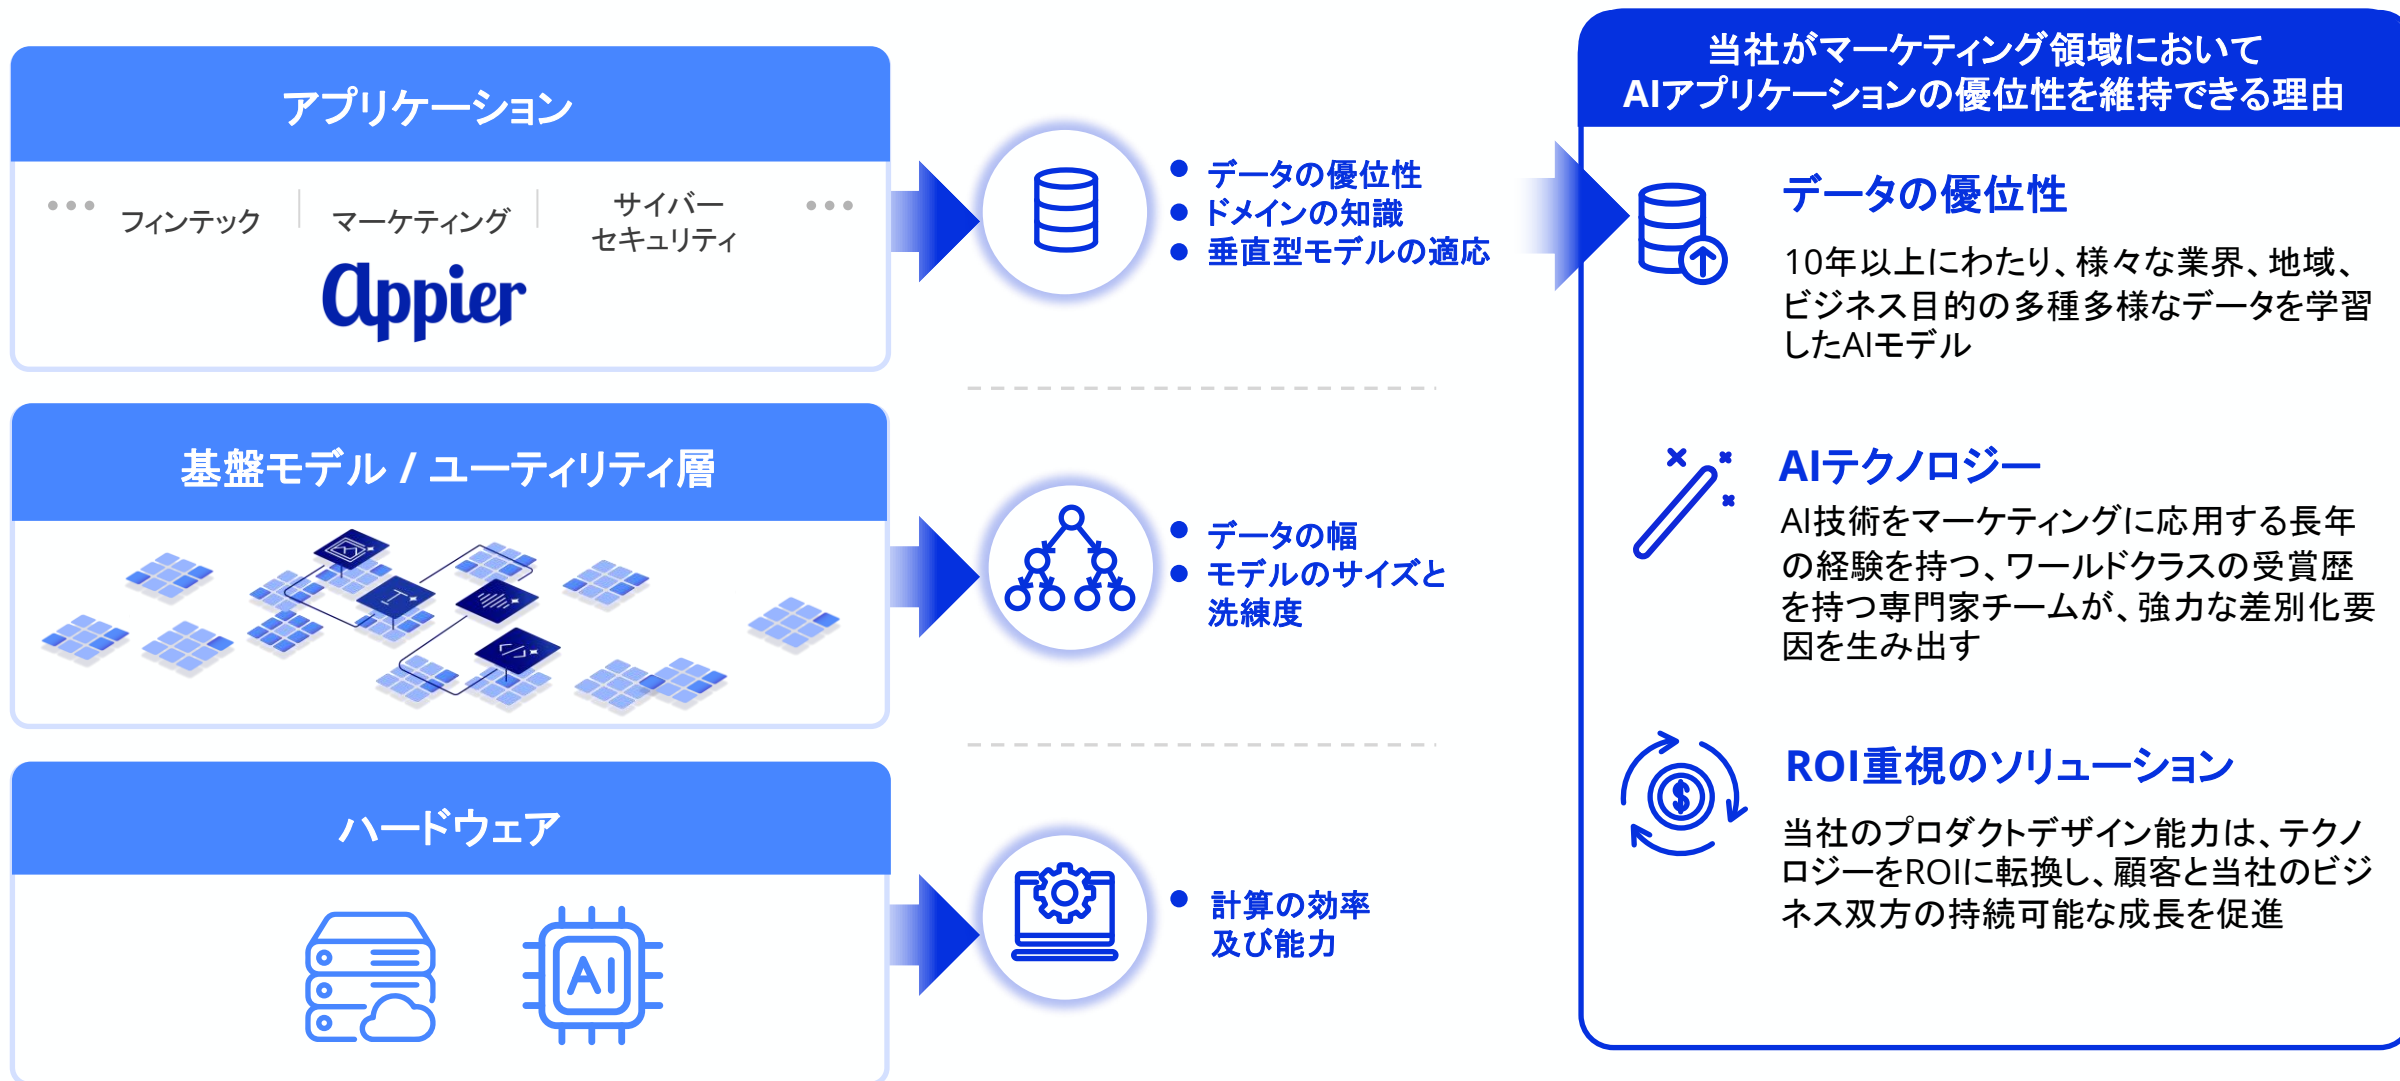 アプリケーション
フィンテック
マーケティング
サイバー
セキュリティ
Appier
データの優位性
ドメインの知識
垂直型モデルの適応
基盤モデル / ユーティリティ層
データの幅
モデルのサイズと
洗練度
ハードウェア
AI
計算の効率
及び能力
当社がマーケティング領域において
AIアプリケーションの優位性を維持できる理由
データの優位性
10年以上にわたり、様々な業界、地域、
ビジネス目的の多種多様なデータを学習
したAIモデル
AIテクノロジー
AI技術をマーケティングに応用する長年
の経験を持つ、ワールドクラスの受賞歴
を持つ専門家チームが、強力な差別化要
因を生み出す
ROI重視のソリューション
当社のプロダクトデザイン能力は、テクノ
ロジーをROIに転換し、顧客と当社のビジ
ネス双方の持続可能な成長を促進